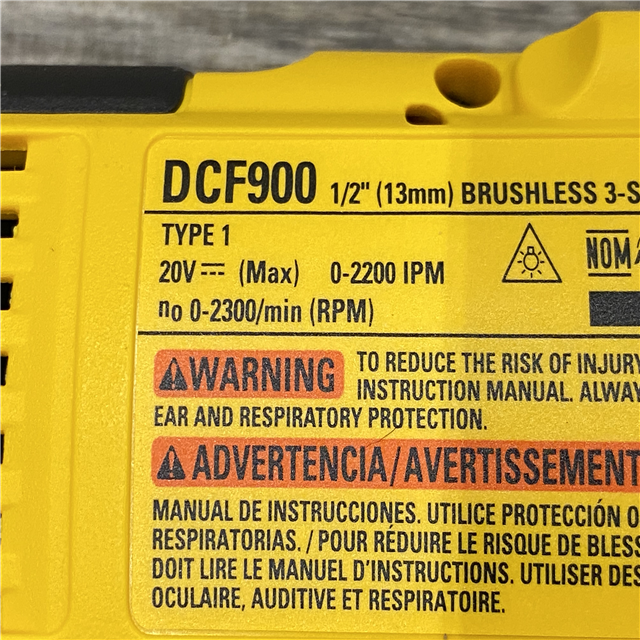 DCF900 1/2" (13mm) BRUSHLESS 3-S
TYPE 1
20V⎓ (Max) 0-2200 IPM
NOM
no 0-2300/min (RPM)
⚠WARNING TO REDUCE THE RISK OF INJURY
INSTRUCTION MANUAL. ALWAY
EAR AND RESPIRATORY PROTECTION.
⚠ADVERTENCIA/AVERTISSEMENT
MANUAL DE INSTRUCCIONES. UTILICE PROTECCIÓN O
RESPIRATORIAS. / POUR RÉDUIRE LE RISQUE DE BLESS
DOIT LIRE LE MANUEL D'INSTRUCTIONS. UTILISER DES
OCULAIRE, AUDITIVE ET RESPIRATOIRE.